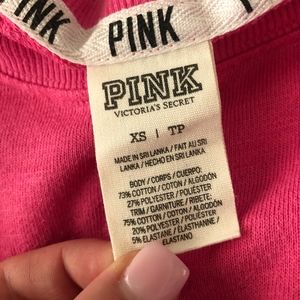 PINK PINK
PINK
VICTORIA'S SECRET
XS | TP
MADE IN SRI LANKA / FAIT AU SRI
LANKA / HECHO EN SRI LANKA
BODY / CORPS / CUERPO:
73% COTTON / COTON / ALGODÓN
27% POLYESTER / POLYESTER / POLIÉSTER
TRIM / GARNITURE / RIBETE:
75% COTTON / COTON / ALGODÓN
20% POLYESTER / POLIÉSTER
5% ELASTANE / ÉLASTHANNE /
ELASTANO